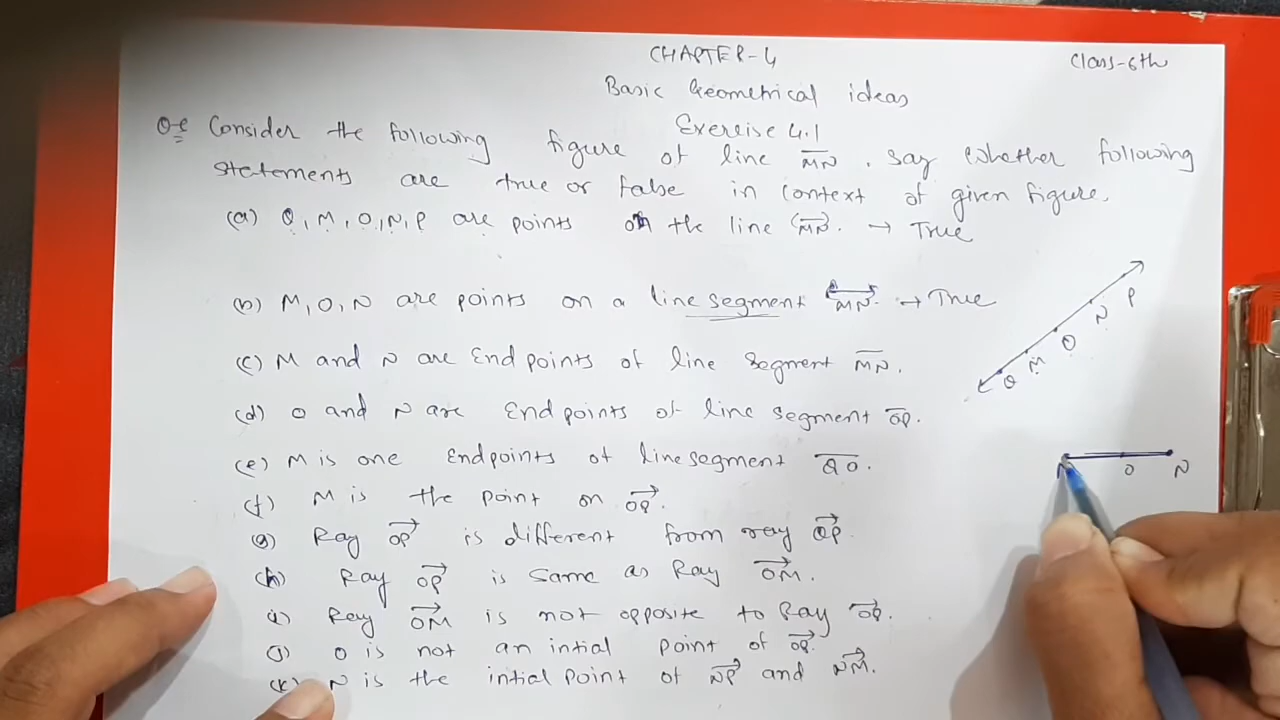 CHAPTER-4
Class-6th
Basic Geometrical ideas
Exercise 4.1
Consider the following figure of line MN. Say Whether following
statements are true or false in context of given figure.
(a) Q, M, O, N, P are points on the line (MN). → True
(b) M, O, N are points on a line segment MN. → True
(c) M and N are End points of line segment MN.
(d) O and N are End points of line segment OP.
(e) M is one Endpoints of line segment QO.
(f) M is the point on OP.
(g) Ray OP is different from ray QP
(h) Ray OP is same as Ray OM.
(i) Ray OM is not opposite to Ray OP.
(j) O is not an intial point of OP.
(k) N is the intial Point of NP and NM.
Q M O N P
O N